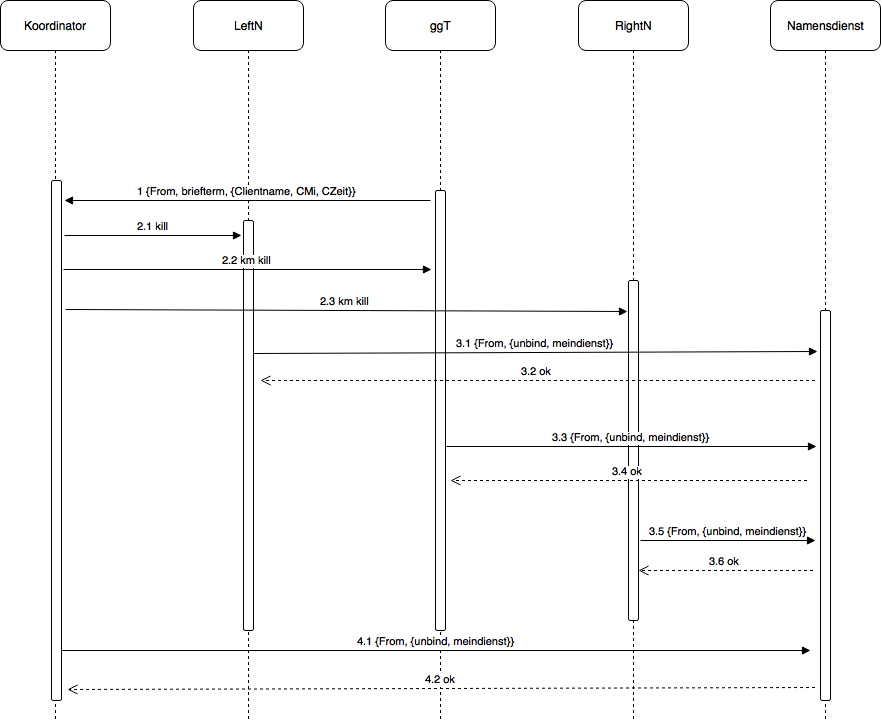 Koordinator
LeftN
ggT
RightN
Namensdienst
1 {From, briefterm, {Clientname, CMi, CZeit}}
2.1 kill
2.2 km kill
2.3 km kill
3.1 {From, {unbind, meindienst}}
3.2 ok
3.3 {From, {unbind, meindienst}}
3.4 ok
3.5 {From, {unbind, meindienst}}
3.6 ok
4.1 {From, {unbind, meindienst}}
4.2 ok